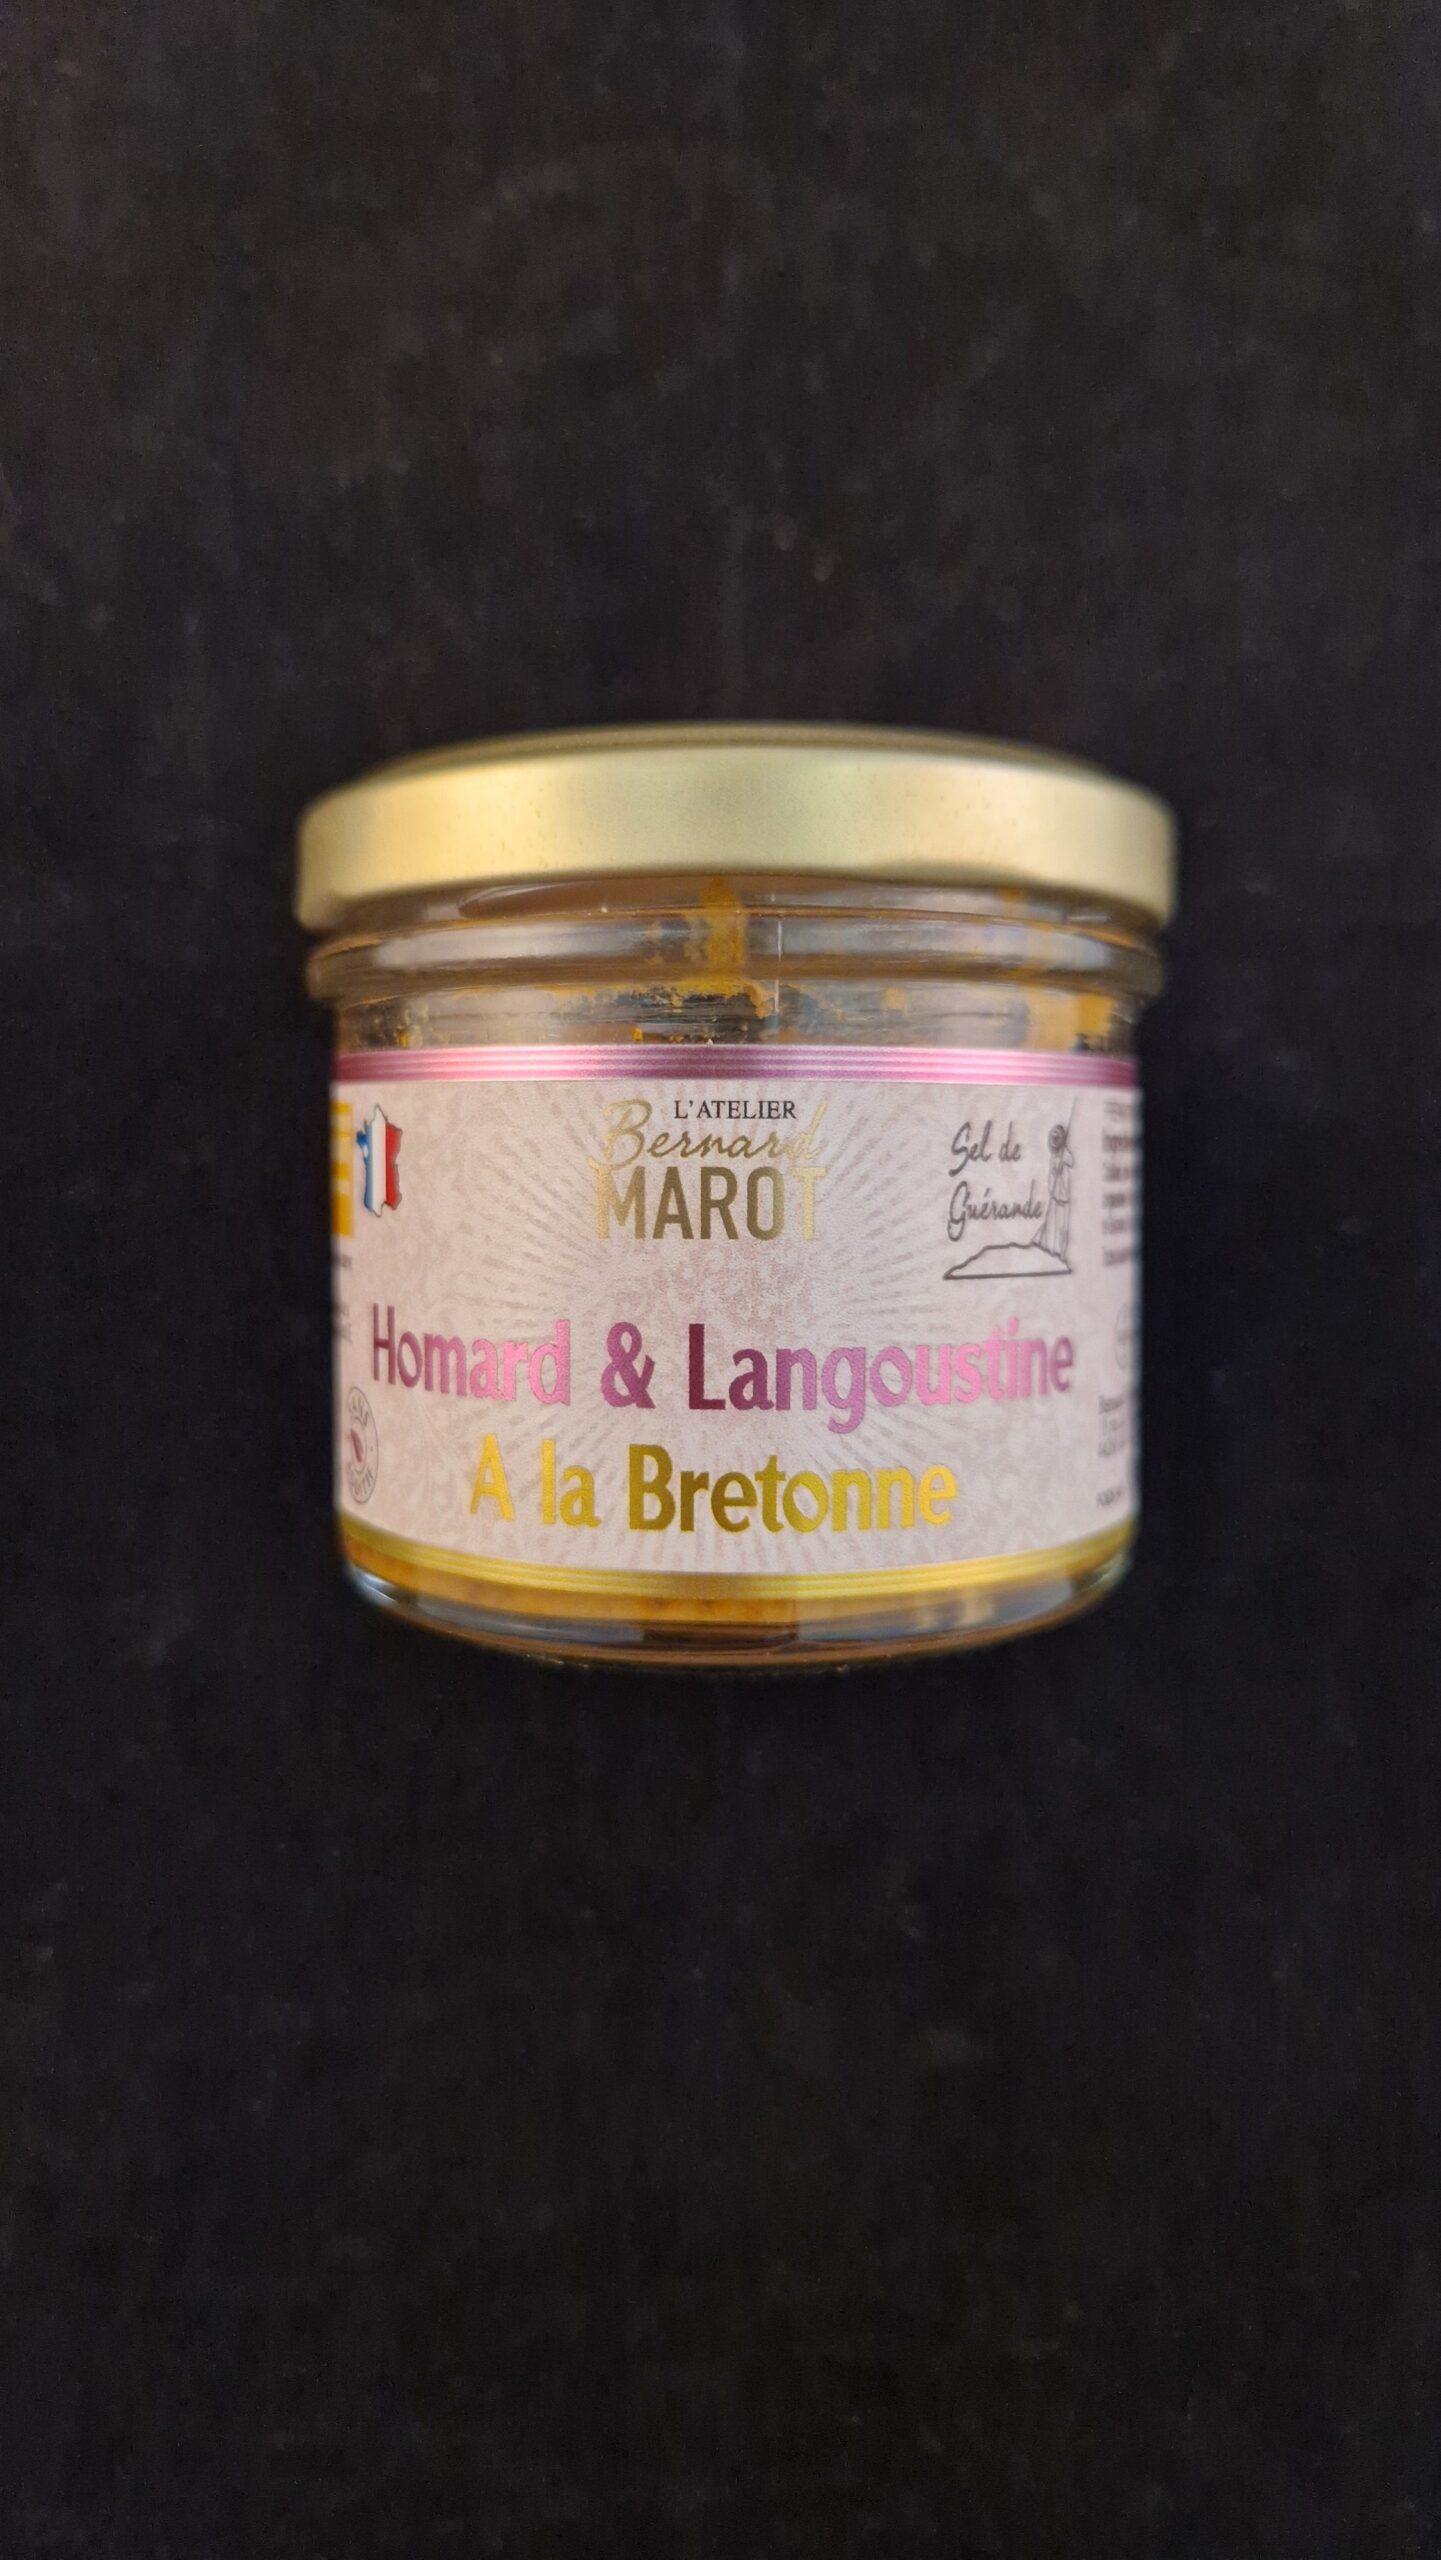 L'ATELIER
Bernard
MAROT
Sel de
Guérande
Homard & Langoustine
A la Bretonne